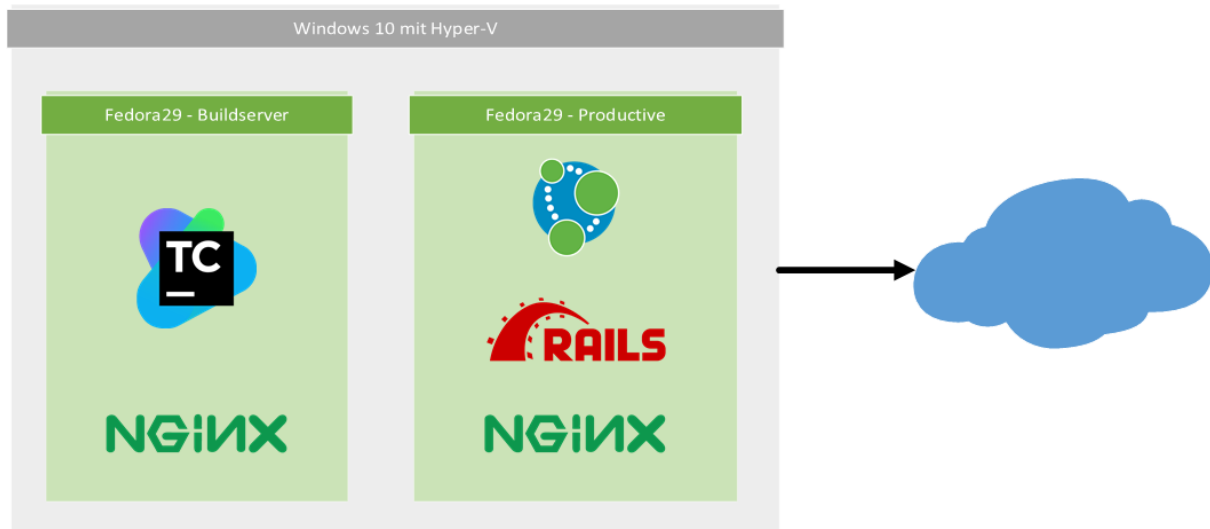 Windows 10 mit Hyper-V
Fedora29 - Buildserver
Fedora29 - Productive
TC
RAILS
NGiNX
NGiNX